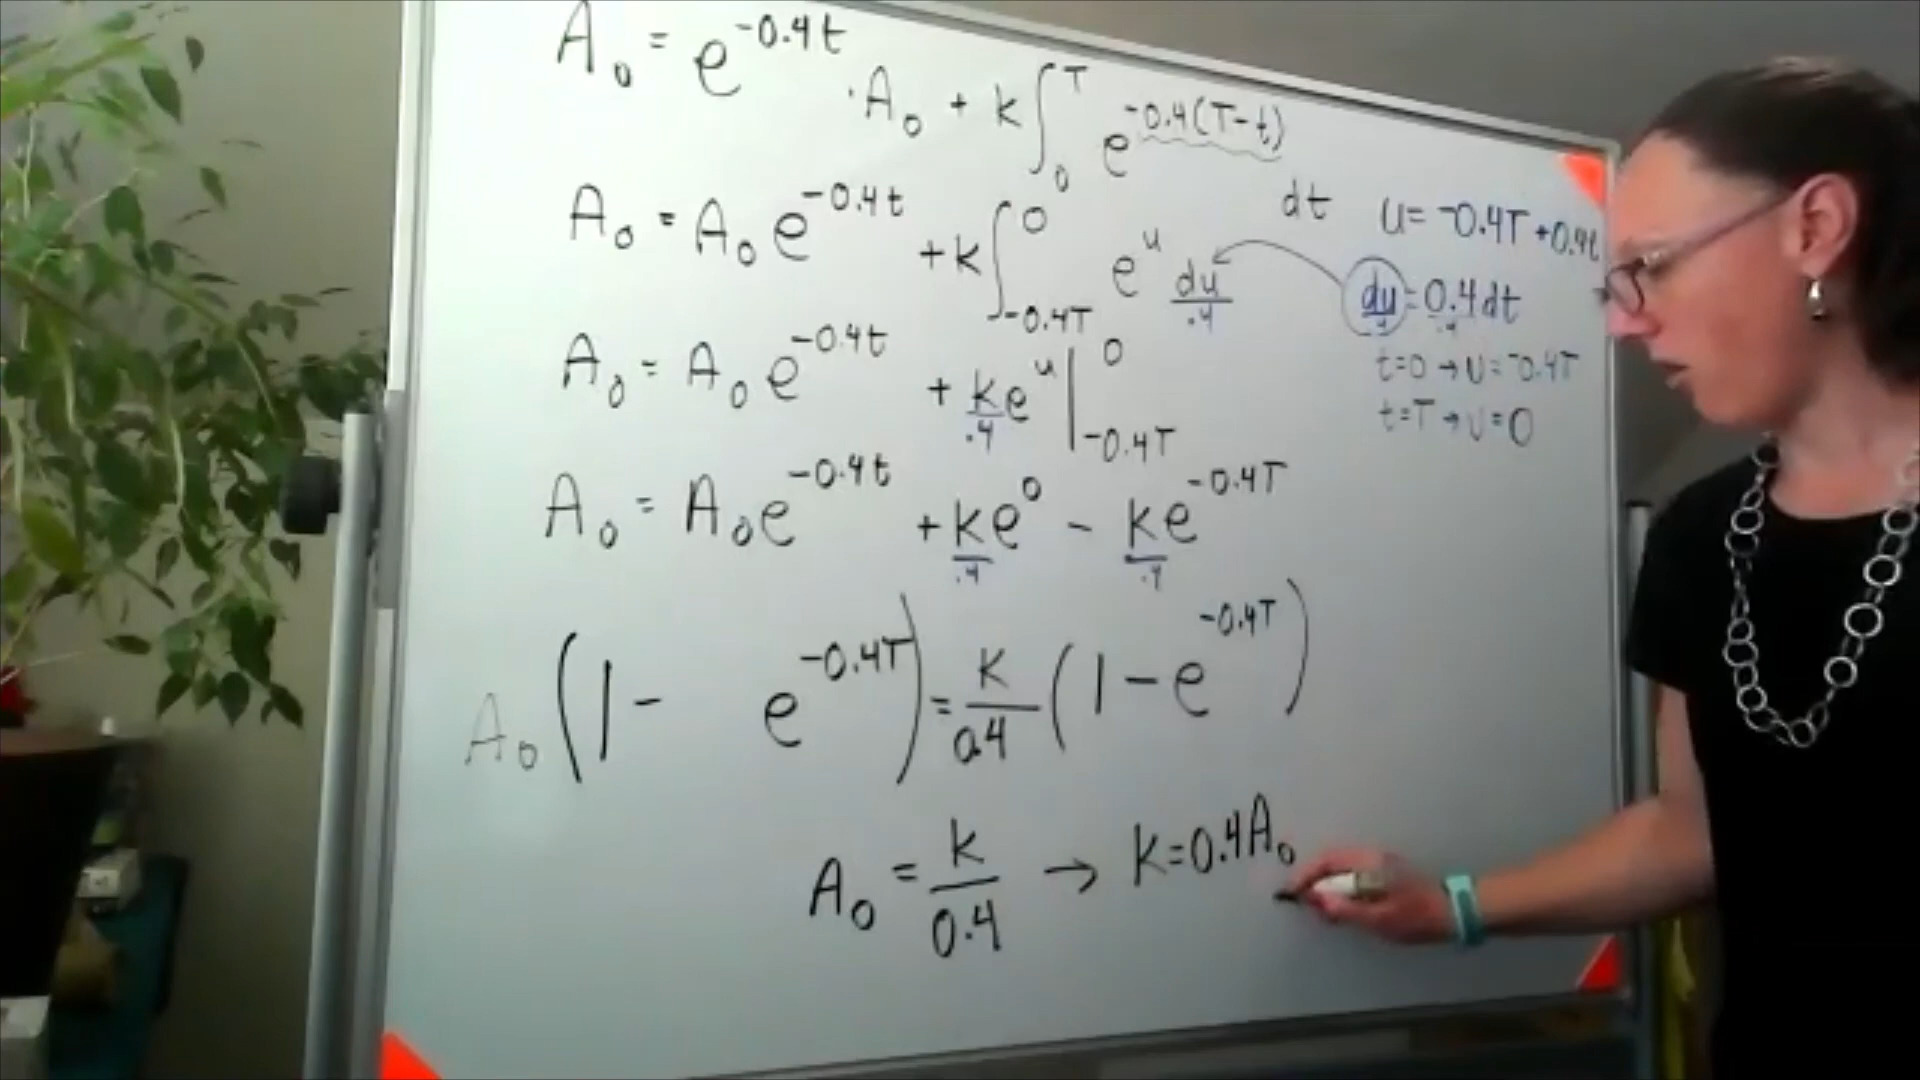 A₀ = e^{-0.4t} · A₀ + k ∫₀^T e^{-0.4(T-t)} dt
u = -0.4T + 0.4t
A₀ = A₀e^{-0.4t} + k ∫_{-0.4T}^0 e^u du/.4
du/.4 = 0.4dt/.4
t=0 → u = -0.4T
t=T → u = 0
A₀ = A₀e^{-0.4t} + k/.4 e^u |_{-0.4T}^0
A₀ = A₀e^{-0.4t} + k/.4 e^0 - k/.4 e^{-0.4T}
A₀(1 - e^{-0.4T}) = k/0.4 (1 - e^{-0.4T})
A₀ = k/0.4 → k = 0.4A₀